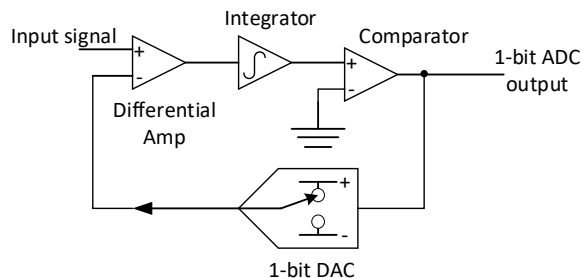 Input signal
+
-
Differential
Amp
Integrator
∫
Comparator
+
-
1-bit ADC
output
+
-
1-bit DAC